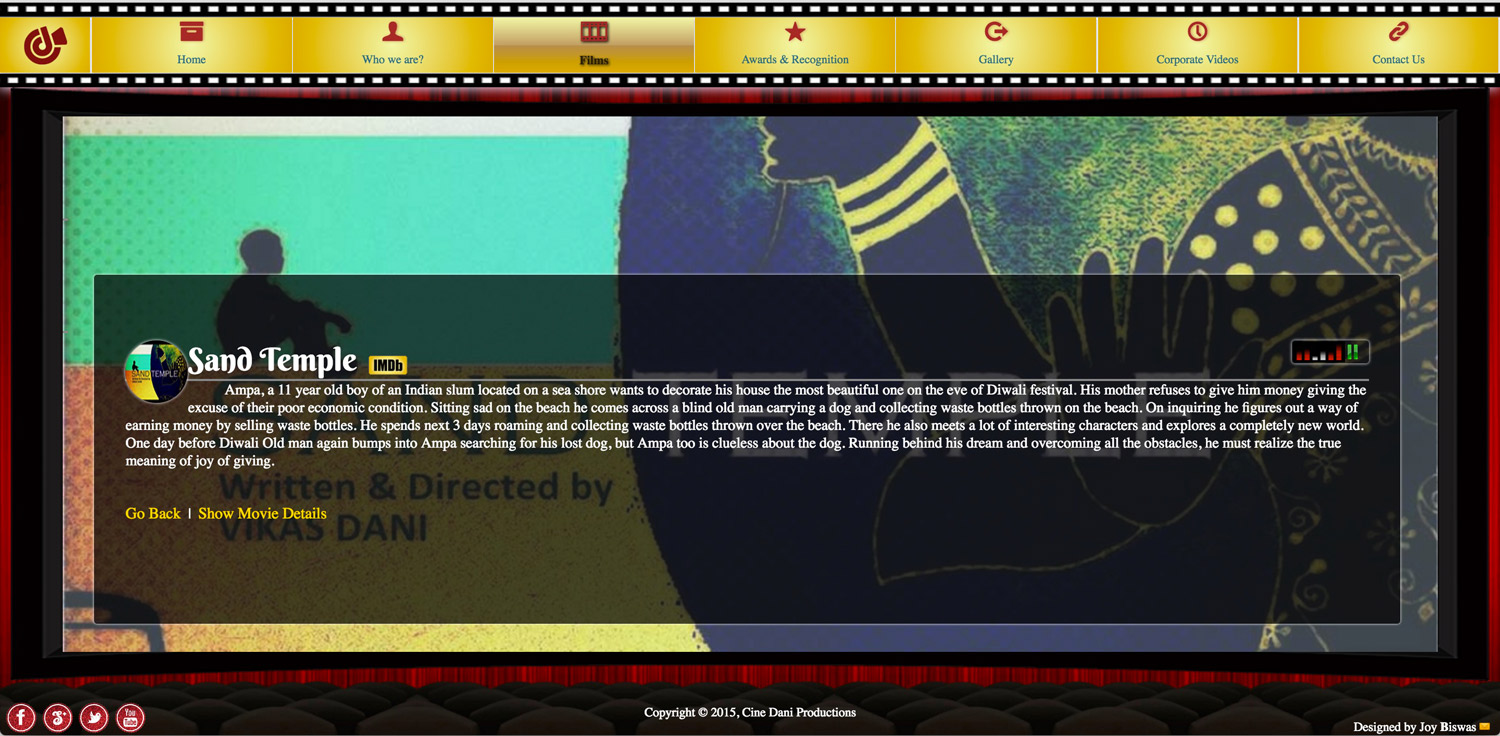 Home
Who we are?
Films
Awards & Recognition
Gallery
Corporate Videos
Contact Us
Sand Temple IMDb
Ampa, a 11 year old boy of an Indian slum located on a sea shore wants to decorate his house the most beautiful one on the eve of Diwali festival. His mother refuses to give him money giving the
excuse of their poor economic condition. Sitting sad on the beach he comes across a blind old man carrying a dog and collecting waste bottles thrown on the beach. On inquiring he figures out a way of
earning money by selling waste bottles. He spends next 3 days roaming and collecting waste bottles thrown over the beach. There he also meets a lot of interesting characters and explores a completely new world.
One day before Diwali Old man again bumps into Ampa searching for his lost dog, but Ampa too is clueless about the dog. Running behind his dream and overcoming all the obstacles, he must realize the true
meaning of joy of giving.
TEMPLE
Written & Directed by
VIKAS DANI
Go Back | Show Movie Details
Copyright © 2015, Cine Dani Productions
Designed by Joy Biswas